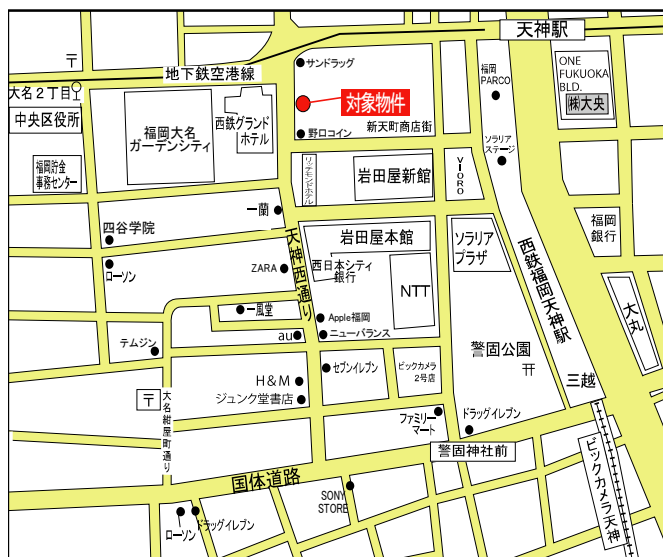 天神駅
地下鉄空港線
〒
サンドラッグ
福岡
PARCO
ONE
FUKUOKA
BLD.
㈱大央
大名2丁目
中央区役所
福岡大名
ガーデンシティ
西鉄グランド
ホテル
対象物件
新天町商店街
野口コイン
ソラリア
ステージ
福岡貯金
事務センター
リッチモンドホテル
岩田屋新館
VIORO
一蘭
四谷学院
天神西通り
岩田屋本館
ソラリア
プラザ
福岡
銀行
西鉄福岡天神駅
ローソン
ZARA
西日本シティ
銀行
NTT
大丸
一風堂
Apple福岡
ニューバランス
au
テムジン
警固公園
セブンイレブン
ビックカメラ
2号店
三越
H&M
ジュンク堂書店
〒
大名紺屋町通り
ファミリー
マート
ドラッグイレブン
警固神社前
ビックカメラ天神
国体道路
SONY
STORE
ローソン
ドラッグイレブン